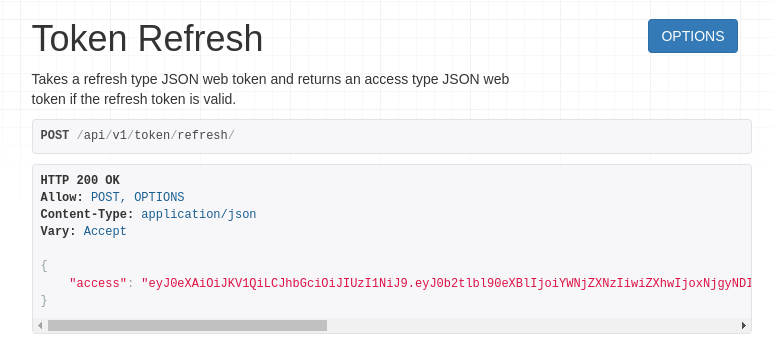 Token Refresh
OPTIONS
Takes a refresh type JSON web token and returns an access type JSON web
token if the refresh token is valid.
POST /api/v1/token/refresh/
HTTP 200 OK
Allow: POST, OPTIONS
Content-Type: application/json
Vary: Accept
{
"access": "eyJ0eXAiOiJKV1QiLCJhbGciOiJIUzI1NiJ9.eyJ0b2tlbl90eXBlIjoiYWNjZXNzIiwiZXhwIjoxNjgyNDI
}